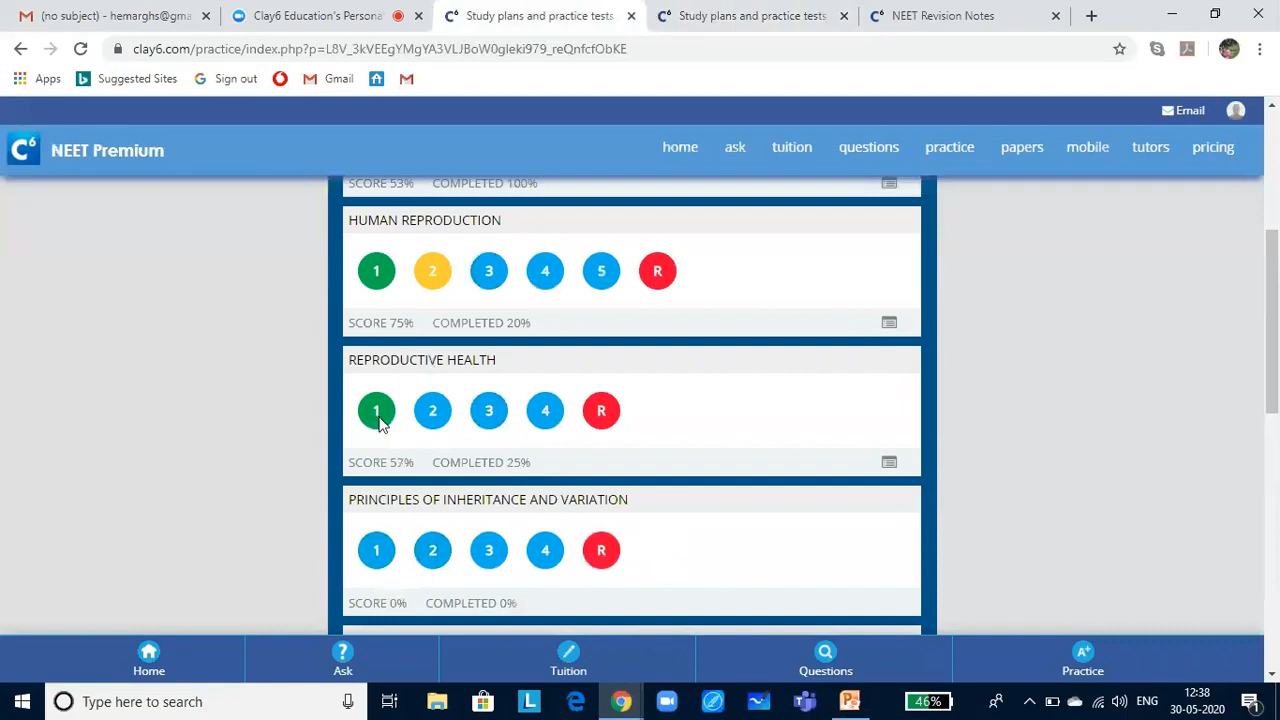 (no subject) - hemarghs@gma
Clay6 Education's Persona
Study plans and practice tests
Study plans and practice tests
NEET Revision Notes
clay6.com/practice/index.php?p=L8V_3kVEEgYMgYA3VLJBoW0gleki979_reQnfcfObKE
Apps
Suggested Sites
Sign out
Gmail
Email
C6 NEET Premium
home ask tuition questions practice papers mobile tutors pricing
SCORE 53% COMPLETED 100%
HUMAN REPRODUCTION
1 2 3 4 5 R
SCORE 75% COMPLETED 20%
REPRODUCTIVE HEALTH
1 2 3 4 R
SCORE 57% COMPLETED 25%
PRINCIPLES OF INHERITANCE AND VARIATION
1 2 3 4 R
SCORE 0% COMPLETED 0%
Home Ask Tuition Questions Practice
Type here to search
46%
ENG
12:38
30-05-2020